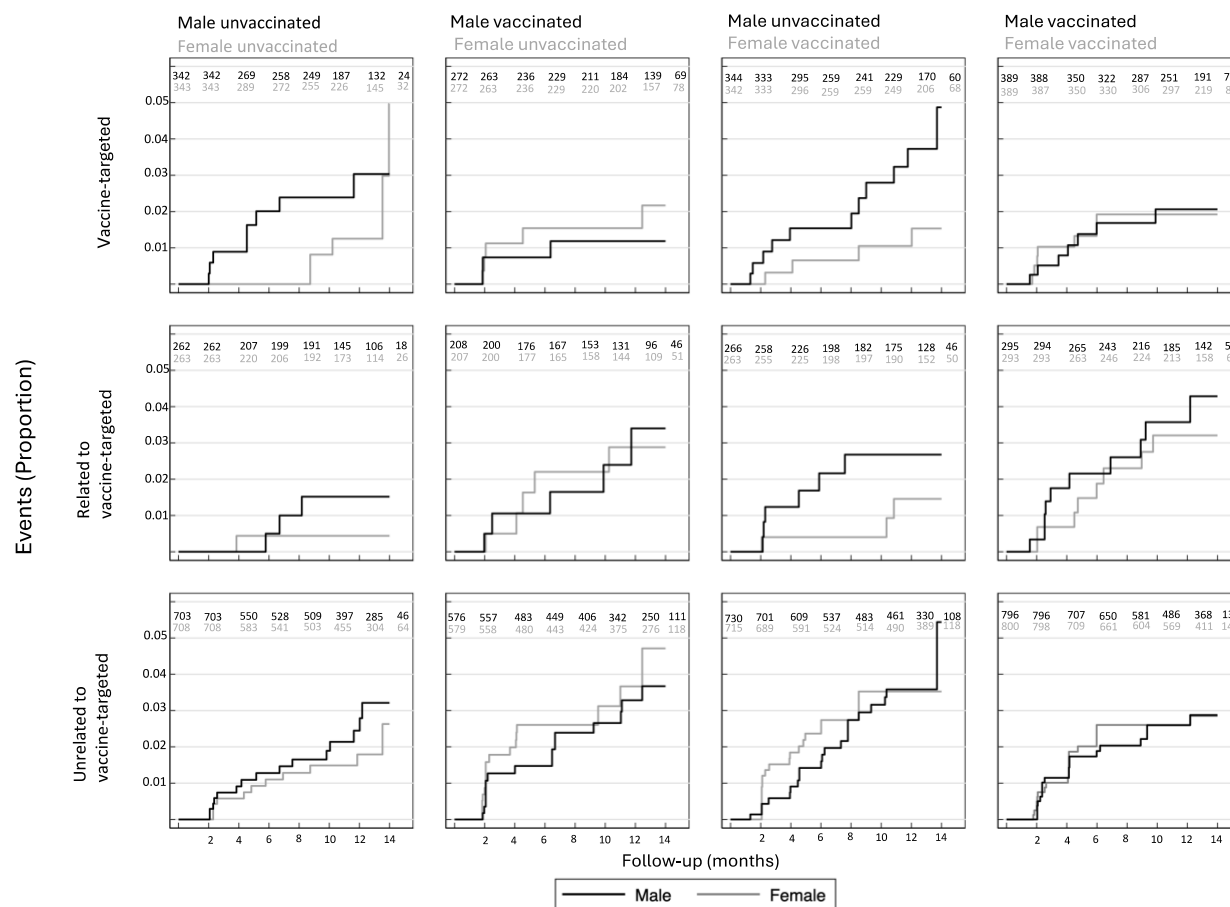 Male unvaccinated
Female unvaccinated
Male vaccinated
Female unvaccinated
Male unvaccinated
Female vaccinated
Male vaccinated
Female vaccinated
Events (Proportion)
Vaccine-targeted
342 342 269 258 249 187 132 24
343 343 289 272 255 226 145 32
272 263 236 229 211 184 139 69
272 263 236 229 220 202 157 78
344 333 295 259 241 229 170 60
342 333 296 259 259 249 206 68
389 388 350 322 287 251 191 7
389 387 350 330 306 297 219 8
0.05
0.04
0.03
0.02
0.01
Related to
vaccine-targeted
262 262 207 199 191 145 106 18
263 263 220 206 192 173 114 26
208 200 176 167 153 131 96 46
207 200 177 165 158 144 109 51
266 258 226 198 182 175 128 46
263 255 225 198 197 190 152 50
295 294 265 243 216 185 142 5
293 293 263 246 224 213 158 6
0.05
0.04
0.03
0.02
0.01
Unrelated to
vaccine-targeted
703 703 550 528 509 397 285 46
708 708 583 541 503 455 304 64
576 557 483 449 406 342 250 111
579 558 480 443 424 375 276 118
730 701 609 537 483 461 330 108
715 689 591 524 514 490 389 118
796 796 707 650 581 486 368 13
800 798 709 661 604 569 411 14
0.05
0.04
0.03
0.02
0.01
2 4 6 8 10 12 14
2 4 6 8 10 12 14
2 4 6 8 10 12 14
2 4 6 8 10 12 14
Follow-up (months)
Male Female